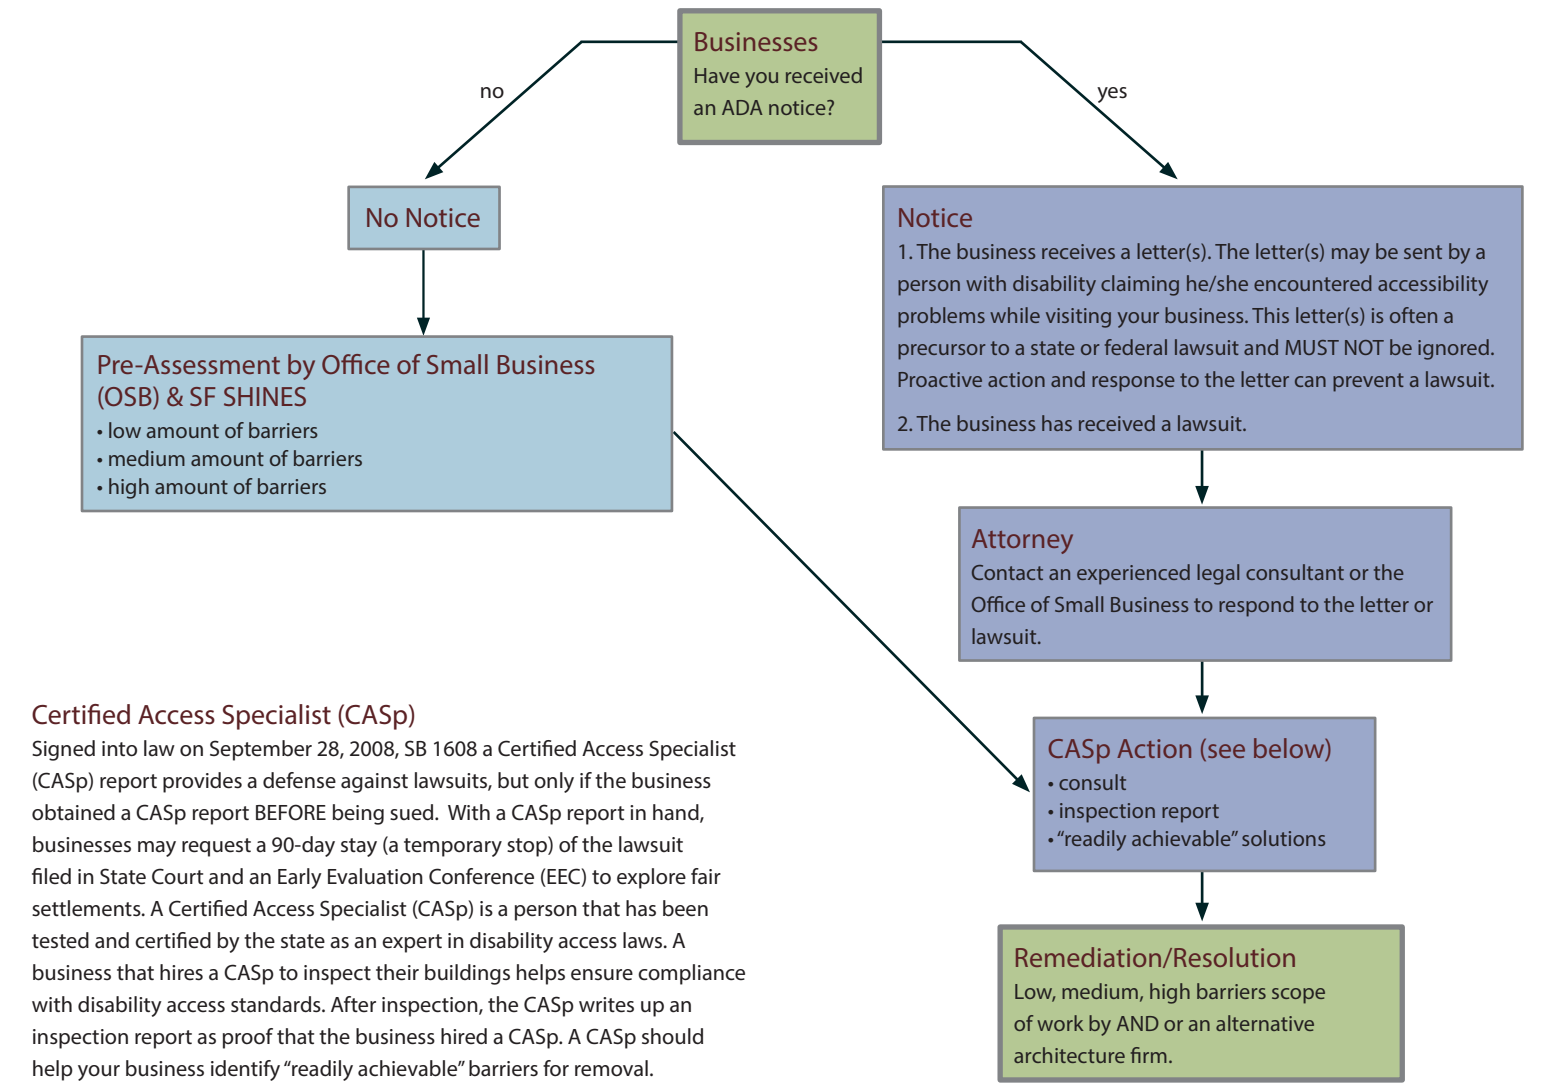 Businesses
Have you received
an ADA notice?
no
yes
No Notice
Notice
1. The business receives a letter(s). The letter(s) may be sent by a
person with disability claiming he/she encountered accessibility
problems while visiting your business. This letter(s) is often a
precursor to a state or federal lawsuit and MUST NOT be ignored.
Proactive action and response to the letter can prevent a lawsuit.
2. The business has received a lawsuit.
Pre-Assessment by Office of Small Business
(OSB) & SF SHINES
• low amount of barriers
• medium amount of barriers
• high amount of barriers
Attorney
Contact an experienced legal consultant or the
Office of Small Business to respond to the letter or
lawsuit.
CASp Action (see below)
• consult
• inspection report
• “readily achievable” solutions
Remediation/Resolution
Low, medium, high barriers scope
of work by AND or an alternative
architecture firm.
Certified Access Specialist (CASp)
Signed into law on September 28, 2008, SB 1608 a Certified Access Specialist
(CASp) report provides a defense against lawsuits, but only if the business
obtained a CASp report BEFORE being sued.  With a CASp report in hand,
businesses may request a 90-day stay (a temporary stop) of the lawsuit
filed in State Court and an Early Evaluation Conference (EEC) to explore fair
settlements. A Certified Access Specialist (CASp) is a person that has been
tested and certified by the state as an expert in disability access laws. A
business that hires a CASp to inspect their buildings helps ensure compliance
with disability access standards. After inspection, the CASp writes up an
inspection report as proof that the business hired a CASp. A CASp should
help your business identify “readily achievable” barriers for removal.